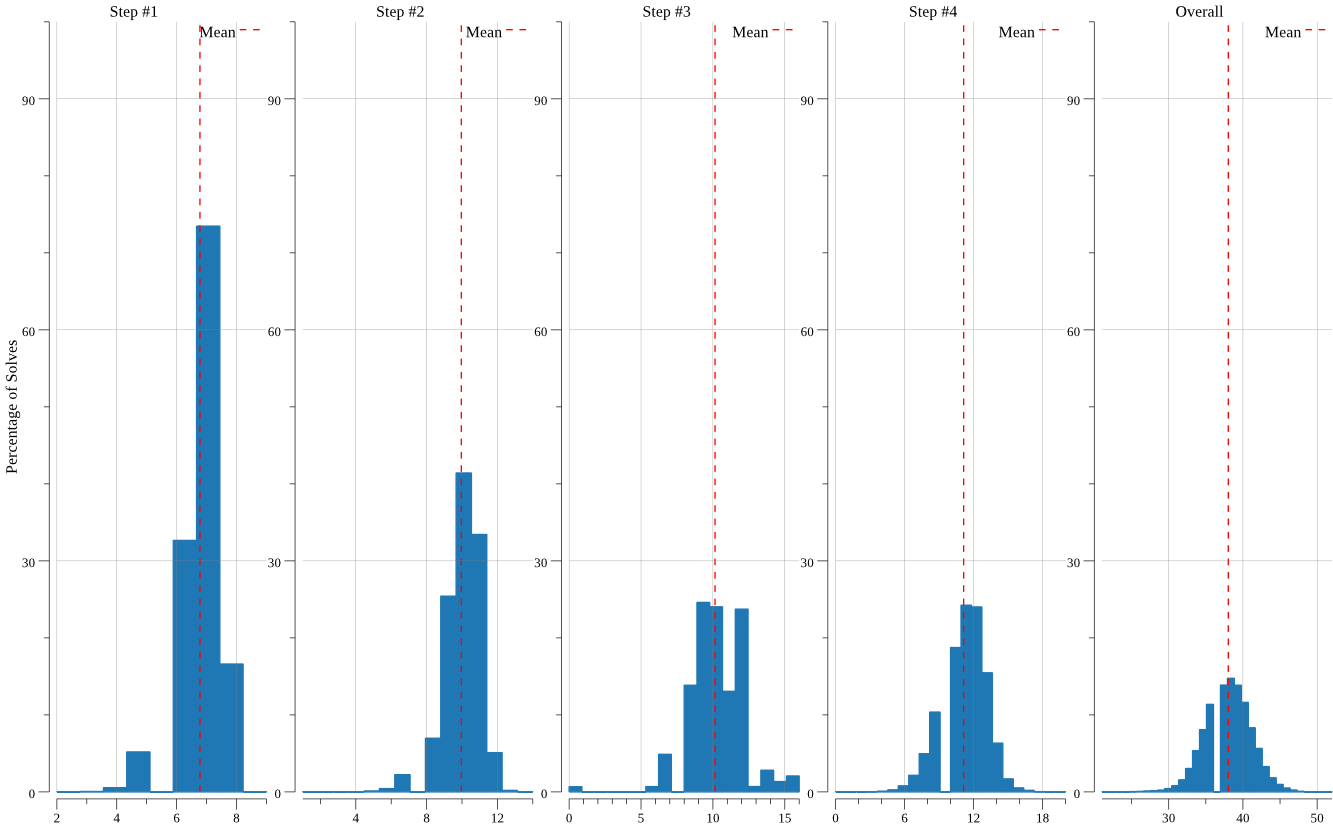 Step #1 Step #2 Step #3 Step #4 Overall
Mean Mean Mean Mean Mean
90 90 90 90 90
60 60 60 60 60
Percentage of Solves
30 30 30 30 30
0 0 0 0 0
2 4 6 8 4 8 12 0 5 10 15 0 6 12 18 30 40 50